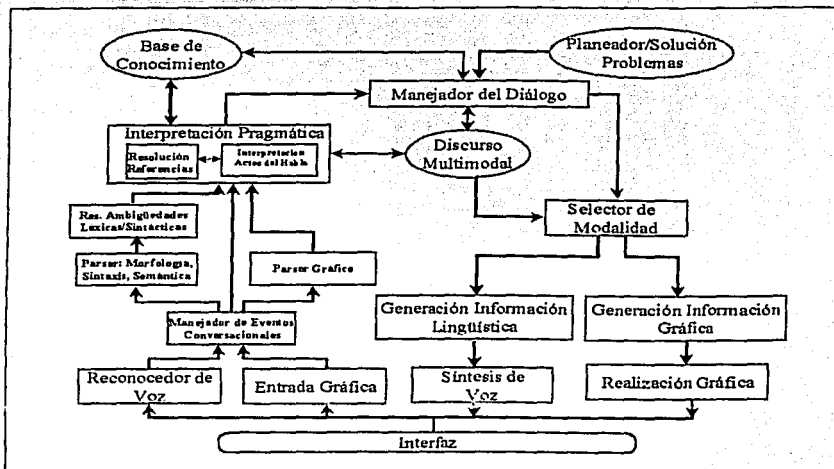 Base de
Conocimiento
Planeador/Solución
Problemas
Manejador del Diálogo
Interpretación Pragmática
Resolución
Referencias
Interpretacion
Actos del Habla
Discurso
Multimodal
Res. Ambigüedades
Lexicas/Sintácticas
Selector de
Modalidad
Parser: Morfología,
Sintaxis, Semántica
Parser Gráfico
Generación Información
Lingüística
Generación Información
Gráfica
Manejador de Eventos
Conversacionales
Reconocedor de
Voz
Entrada Gráfica
Síntesis de
Voz
Realización Gráfica
Interfaz